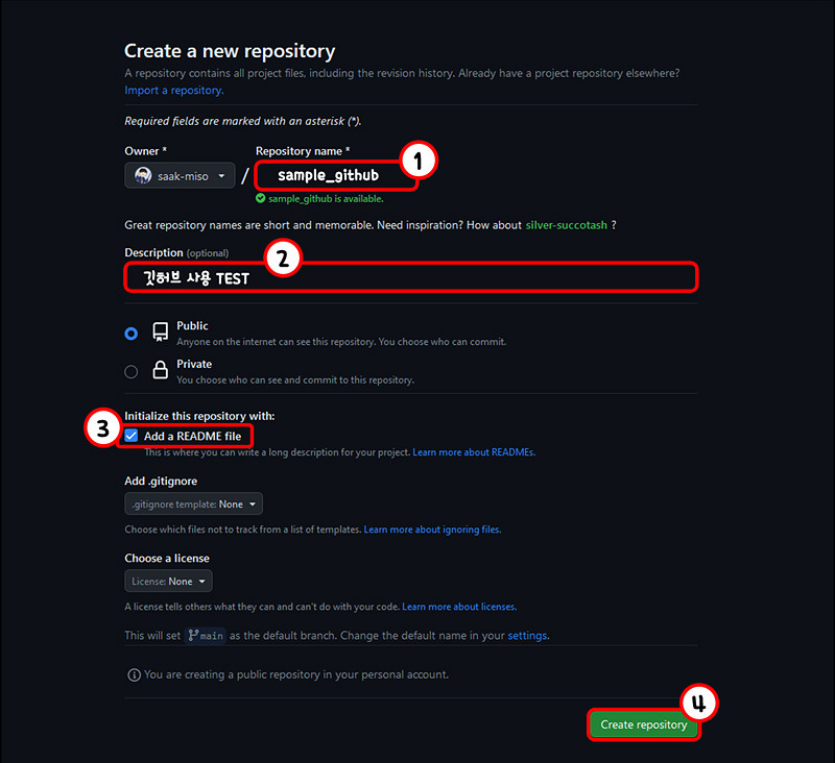 Create a new repository
A repository contains all project files, including the revision history. Already have a project repository elsewhere?
Import a repository.
Required fields are marked with an asterisk (*).
Owner *
Repository name *
1
saak-miso
/
sample_github
sample_github is available.
Great repository names are short and memorable. Need inspiration? How about silver-succotash ?
Description (optional)
2
깃허브 사용 TEST
Public
Anyone on the internet can see this repository. You choose who can commit.
Private
You choose who can see and commit to this repository.
Initialize this repository with:
3
Add a README file
This is where you can write a long description for your project. Learn more about READMEs.
Add .gitignore
.gitignore template: None
Choose which files not to track from a list of templates. Learn more about ignoring files.
Choose a license
License: None
A license tells others what they can and can't do with your code. Learn more about licenses.
This will set main as the default branch. Change the default name in your settings.
You are creating a public repository in your personal account.
4
Create repository